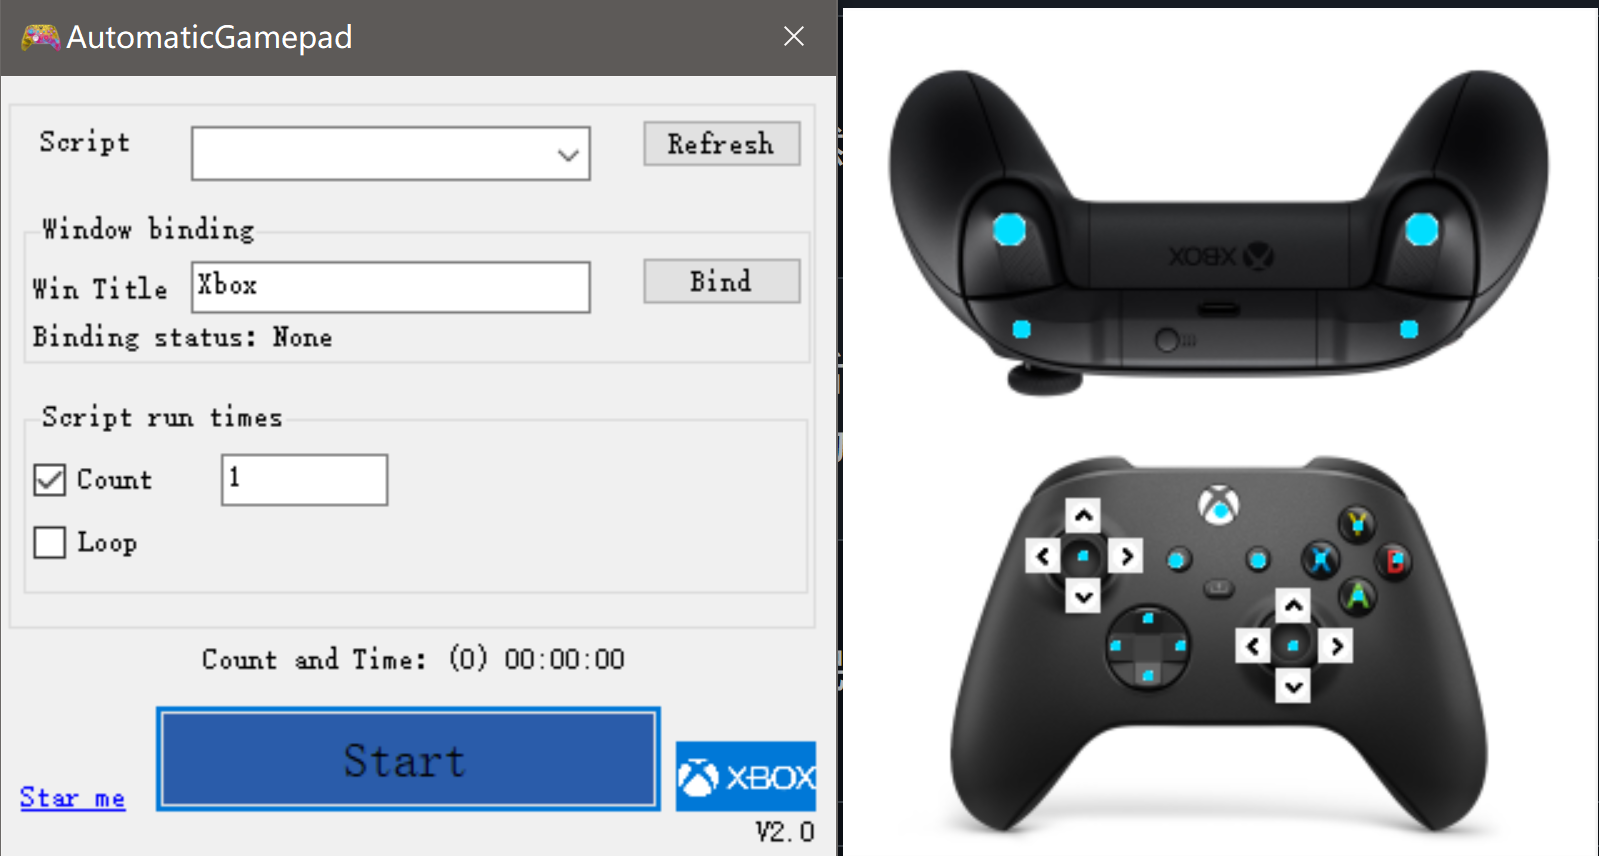 AutomaticGamepad
Script
Refresh
Window binding
Win Title
Xbox
Bind
Binding status: None
Script run times
Count
1
Loop
Count and Time: (0) 00:00:00
Start
Star me
XBOX
V2.0
XBOX
Y
X
B
A